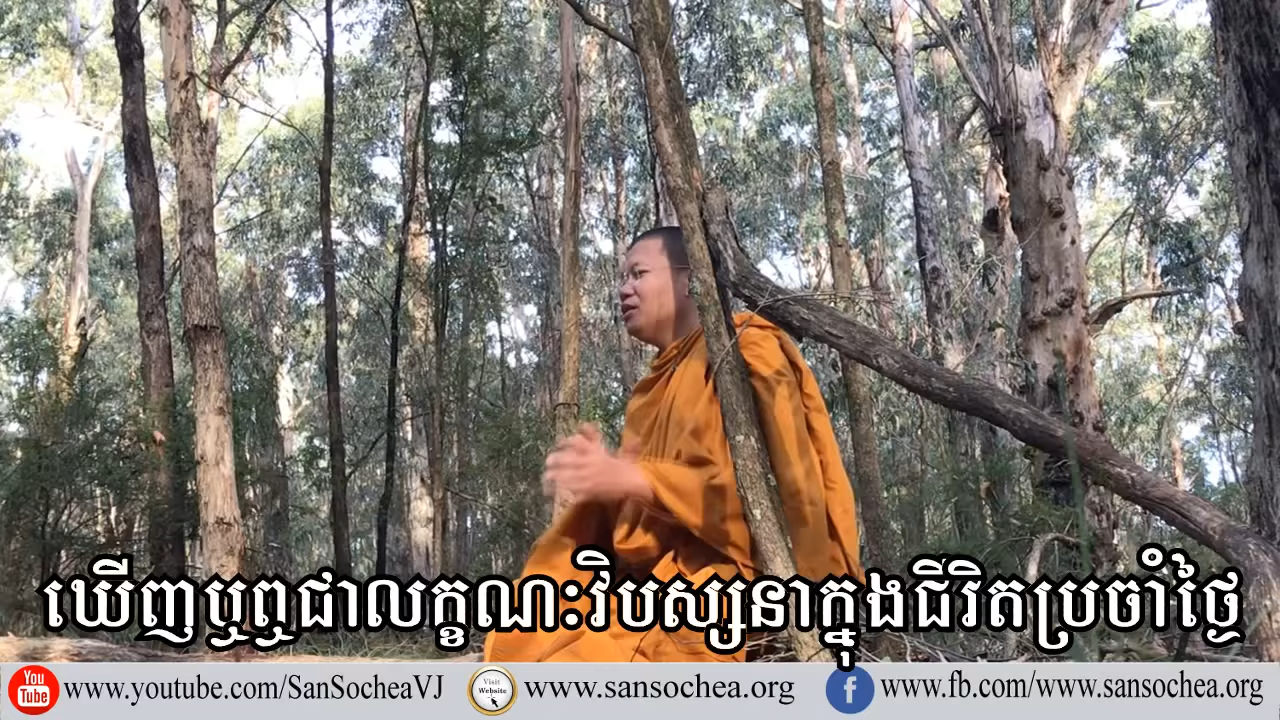 ឃើញឬឮជាលក្ខណៈវិបស្សនាក្នុងជីវិតប្រចាំថ្ងៃ
You Tube www.youtube.com/SanSocheaVJ Visit Website www.sansochea.org f www.fb.com/www.sansochea.org